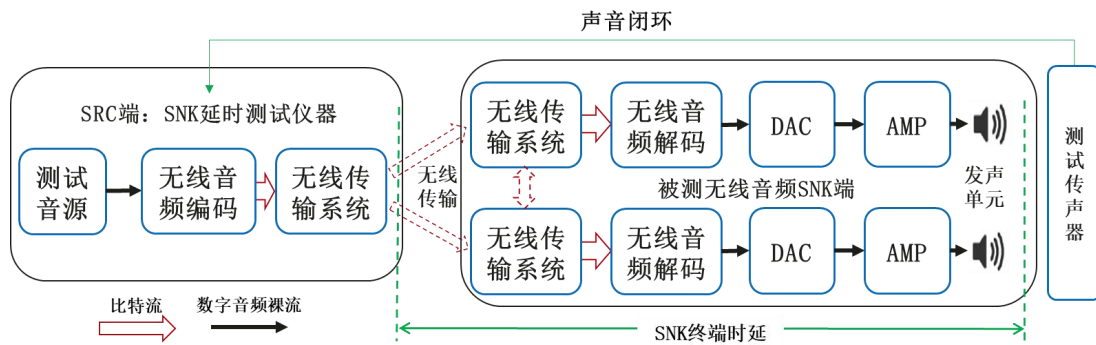 声音闭环
SRC端：SNK延时测试仪器
测试
音源
无线音
频编码
无线传
输系统
无线
传输
无线传
输系统
无线音
频解码
DAC
AMP
被测无线音频SNK端
发声
单元
无线传
输系统
无线音
频解码
DAC
AMP
测试传声器
比特流
数字音频裸流
SNK终端时延